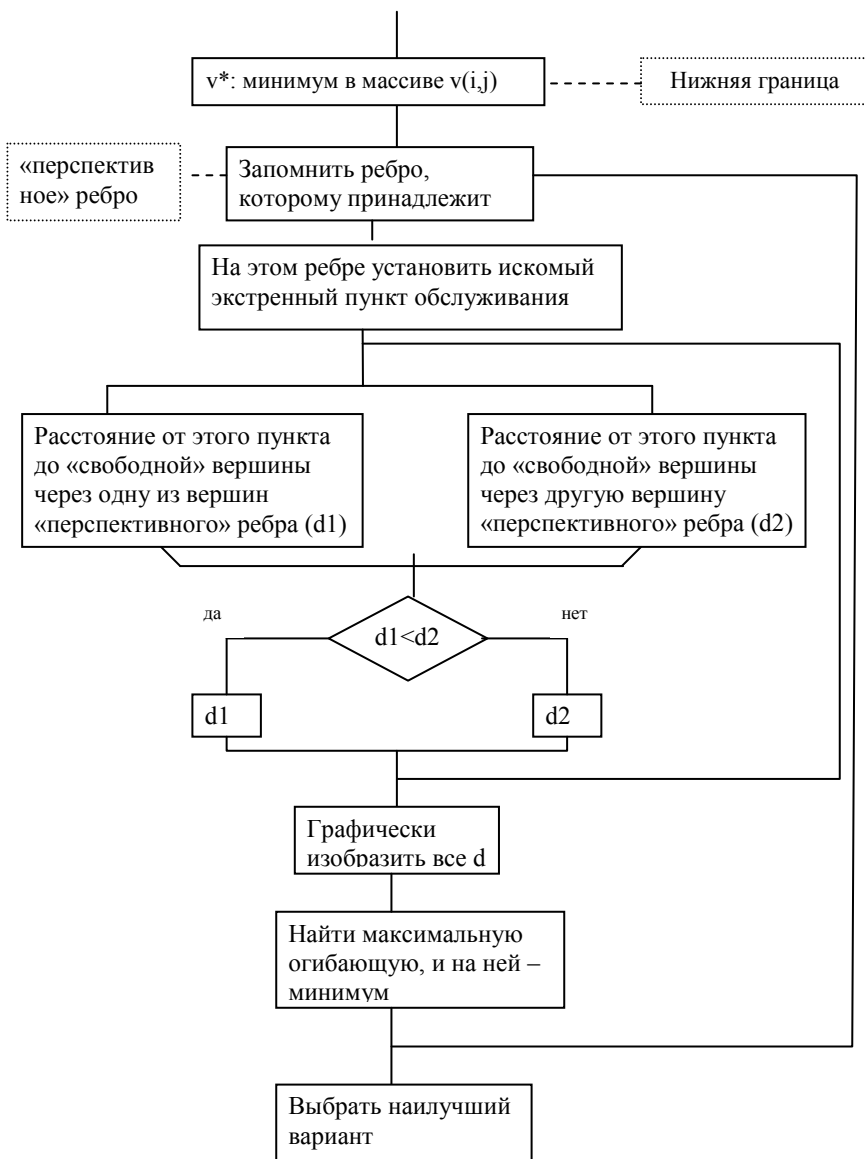 v*: минимум в массиве v(i,j)
Нижняя граница
«перспектив
ное» ребро
Запомнить ребро,
которому принадлежит
На этом ребре установить искомый
экстренный пункт обслуживания
Расстояние от этого пункта
до «свободной» вершины
через одну из вершин
«перспективного» ребра (d1)
Расстояние от этого пункта
до «свободной» вершины
через другую вершину
«перспективного» ребра (d2)
да
нет
d1<d2
d1
d2
Графически
изобразить все d
Найти максимальную
огибающую, и на ней –
минимум
Выбрать наилучший
вариант